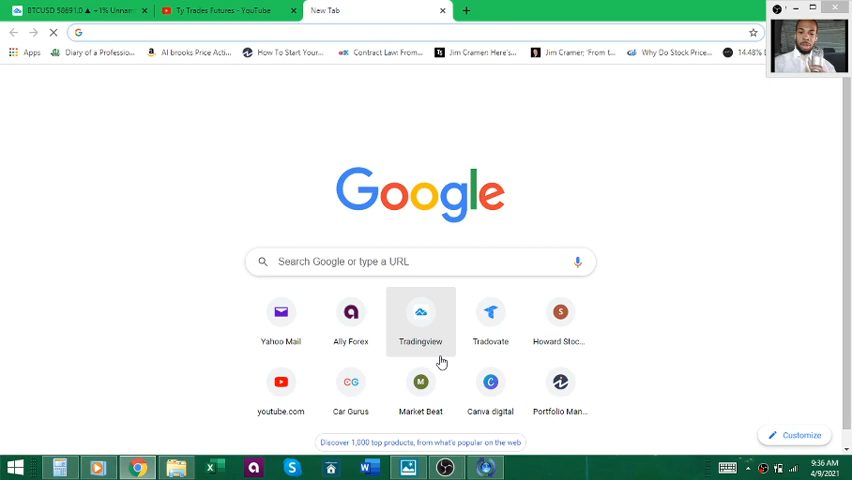 BTCUSD 58691.0 ▲ +1% Unnam
Ty Trades Futures - YouTube
New Tab
Apps
Diary of a Professio...
Al brooks Price Acti...
How To Start Your...
Contract Law: From...
Jim Cramer: Here's...
Jim Cramer; 'From t...
Why Do Stock Price...
14.48%
Google
Search Google or type a URL
Yahoo Mail
Ally Forex
Tradingview
Tradovate
Howard Stoc...
youtube.com
Car Gurus
Market Beat
Canva digital
Portfolio Man...
Discover 1,000 top products, from what's popular on the web
Customize
9:36 AM
4/9/2021